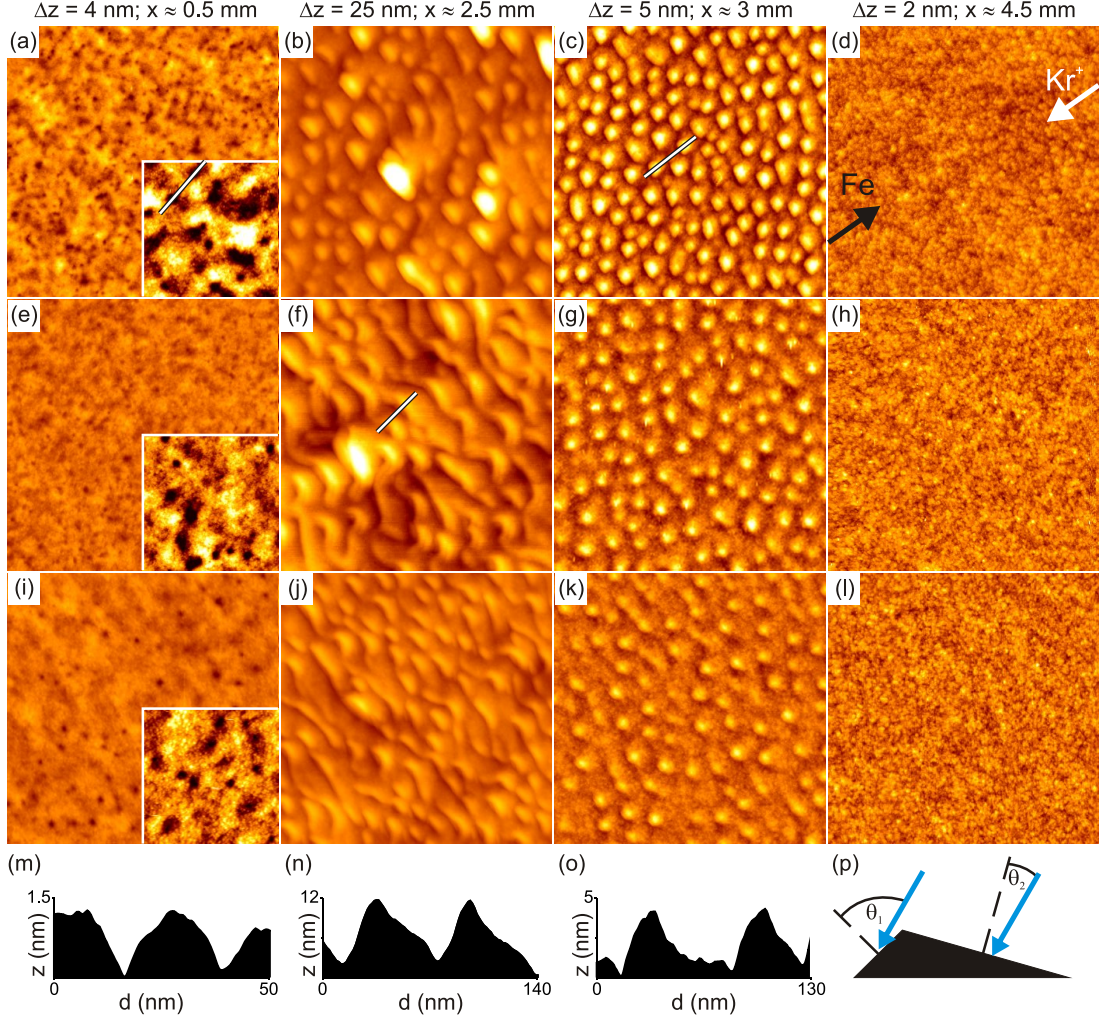 Δz = 4 nm; x ≈ 0.5 mm
Δz = 25 nm; x ≈ 2.5 mm
Δz = 5 nm; x ≈ 3 mm
Δz = 2 nm; x ≈ 4.5 mm
(a)
(b)
(c)
(d)
Kr⁺
Fe
(e)
(f)
(g)
(h)
(i)
(j)
(k)
(l)
(m)
1.5
z (nm)
0
50
d (nm)
(n)
12
z (nm)
0
140
d (nm)
(o)
5
z (nm)
0
130
d (nm)
(p)
θ₁
θ₂